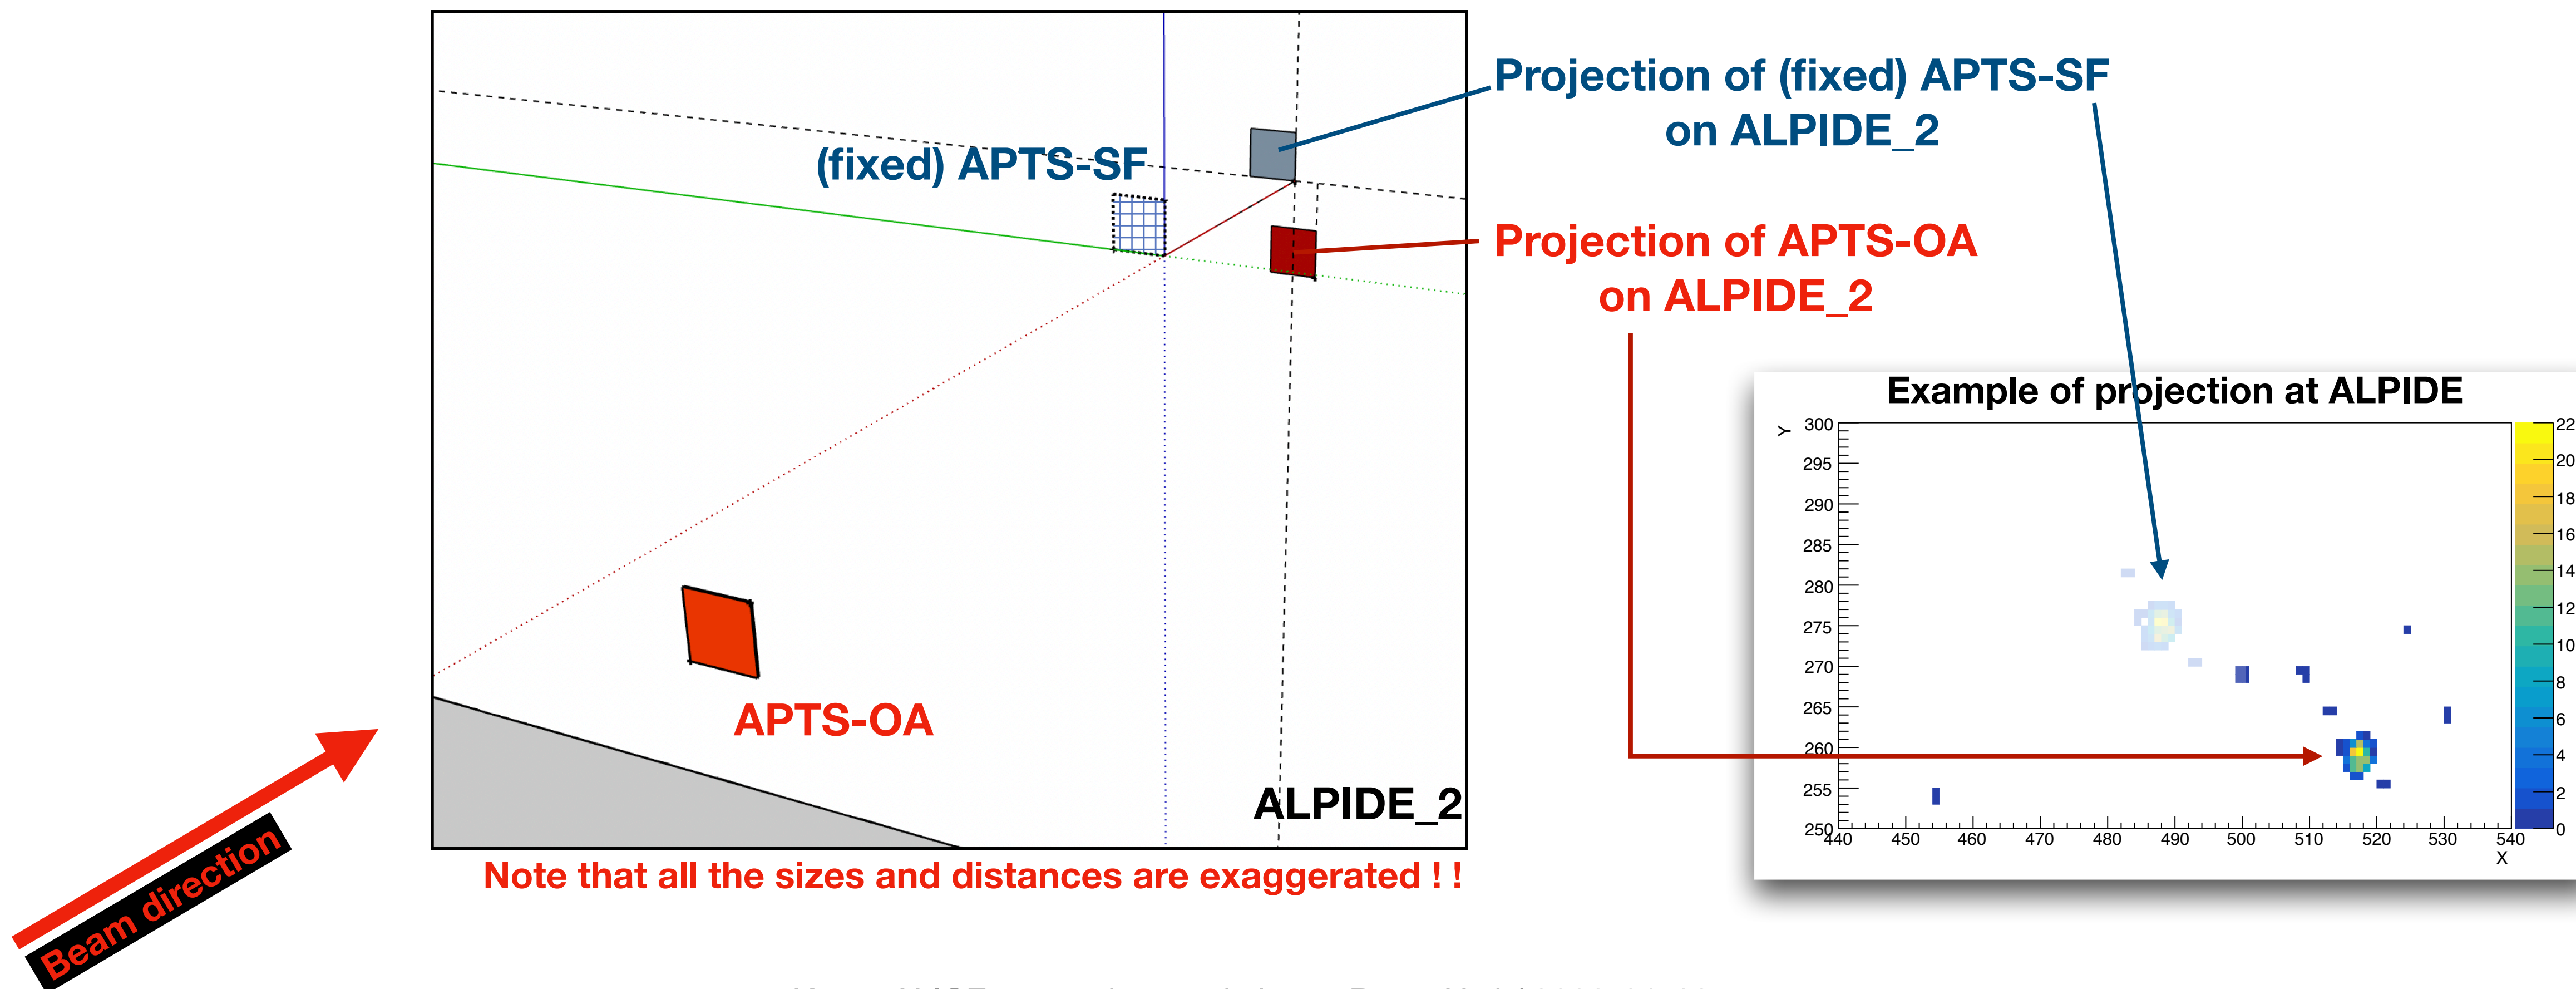 Projection of (fixed) APTS-SF
on ALPIDE_2
(fixed) APTS-SF
Projection of APTS-OA
on ALPIDE_2
APTS-OA
ALPIDE_2
Note that all the sizes and distances are exaggerated ! !
Beam direction
Example of projection at ALPIDE
Y
300
295
290
285
280
275
270
265
260
255
250
440 450 460 470 480 490 500 510 520 530 540
X
22
20
18
16
14
12
10
8
6
4
2
0